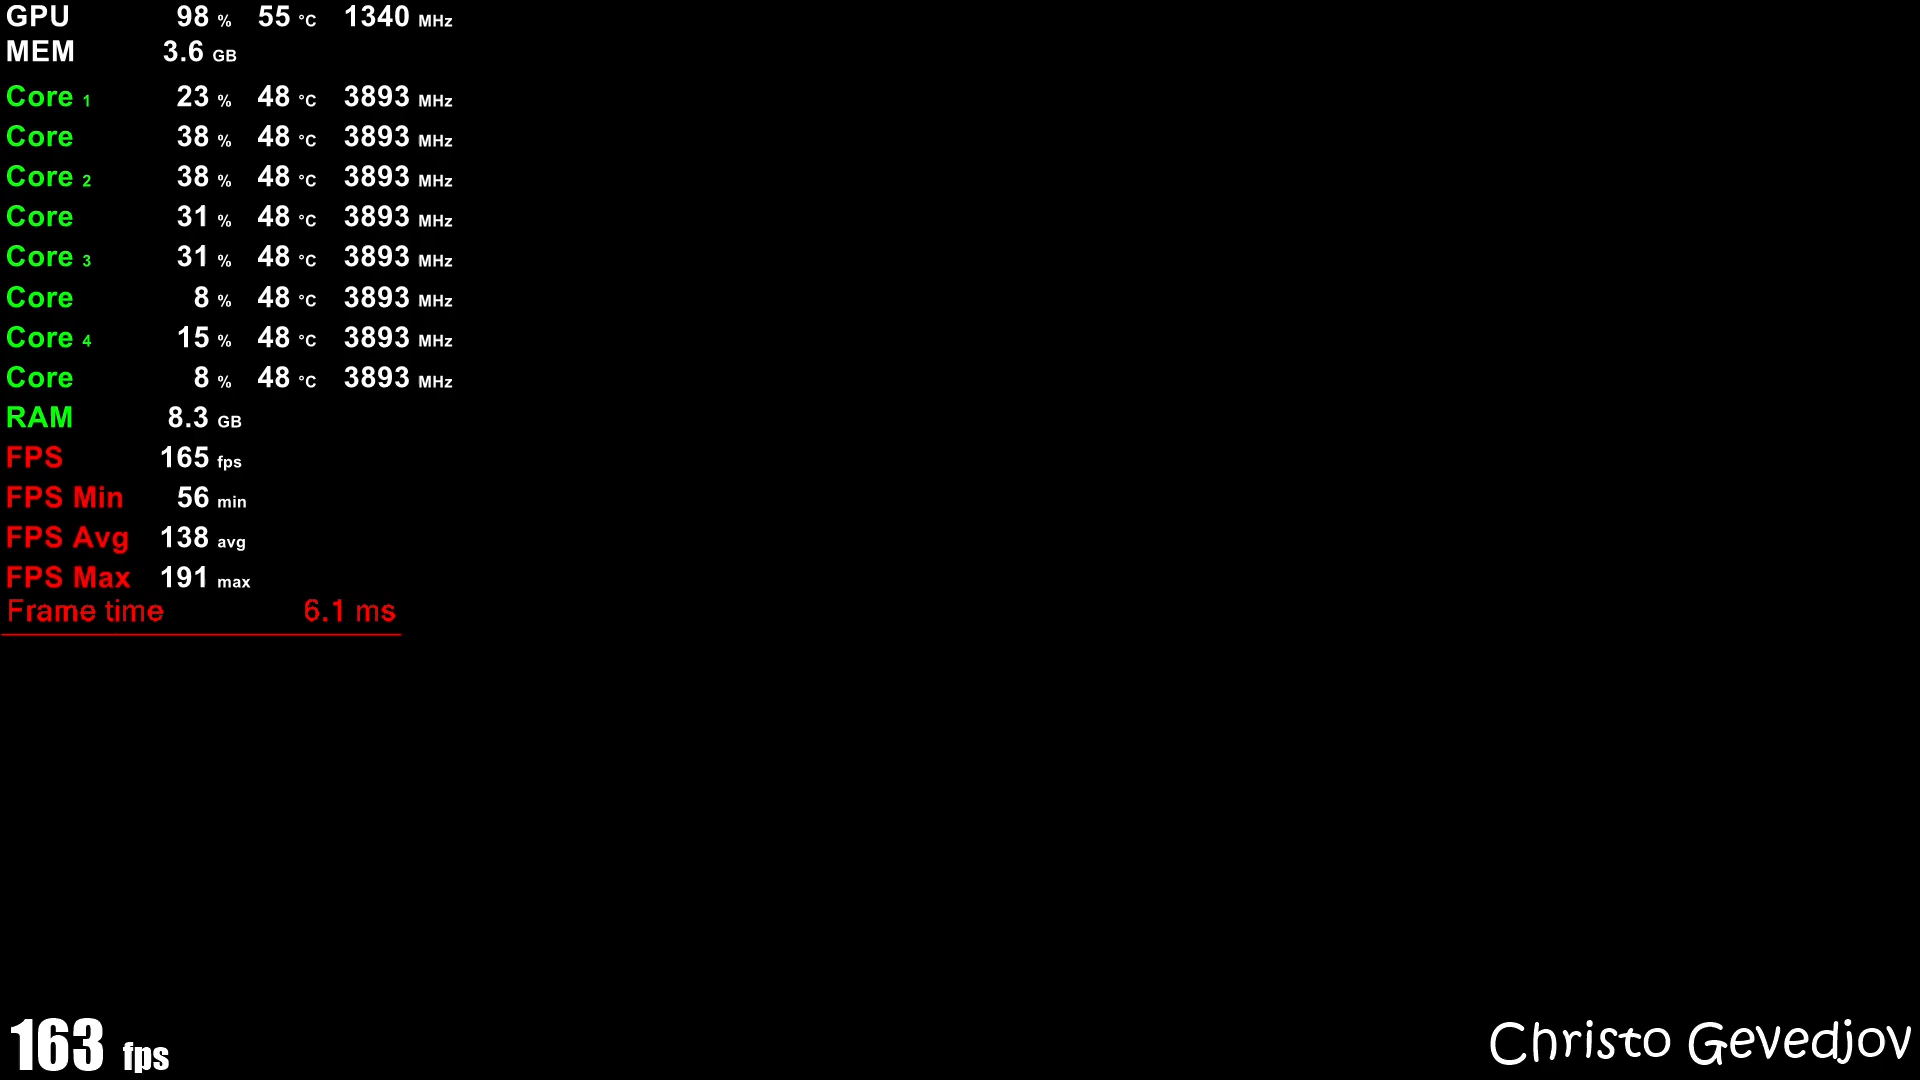 GPU 98 % 55 °C 1340 MHz
MEM 3.6 GB
Core 1 23 % 48 °C 3893 MHz
Core 38 % 48 °C 3893 MHz
Core 2 38 % 48 °C 3893 MHz
Core 31 % 48 °C 3893 MHz
Core 3 31 % 48 °C 3893 MHz
Core 8 % 48 °C 3893 MHz
Core 4 15 % 48 °C 3893 MHz
Core 8 % 48 °C 3893 MHz
RAM 8.3 GB
FPS 165 fps
FPS Min 56 min
FPS Avg 138 avg
FPS Max 191 max
Frame time 6.1 ms
163 fps
Christo Gevedjov